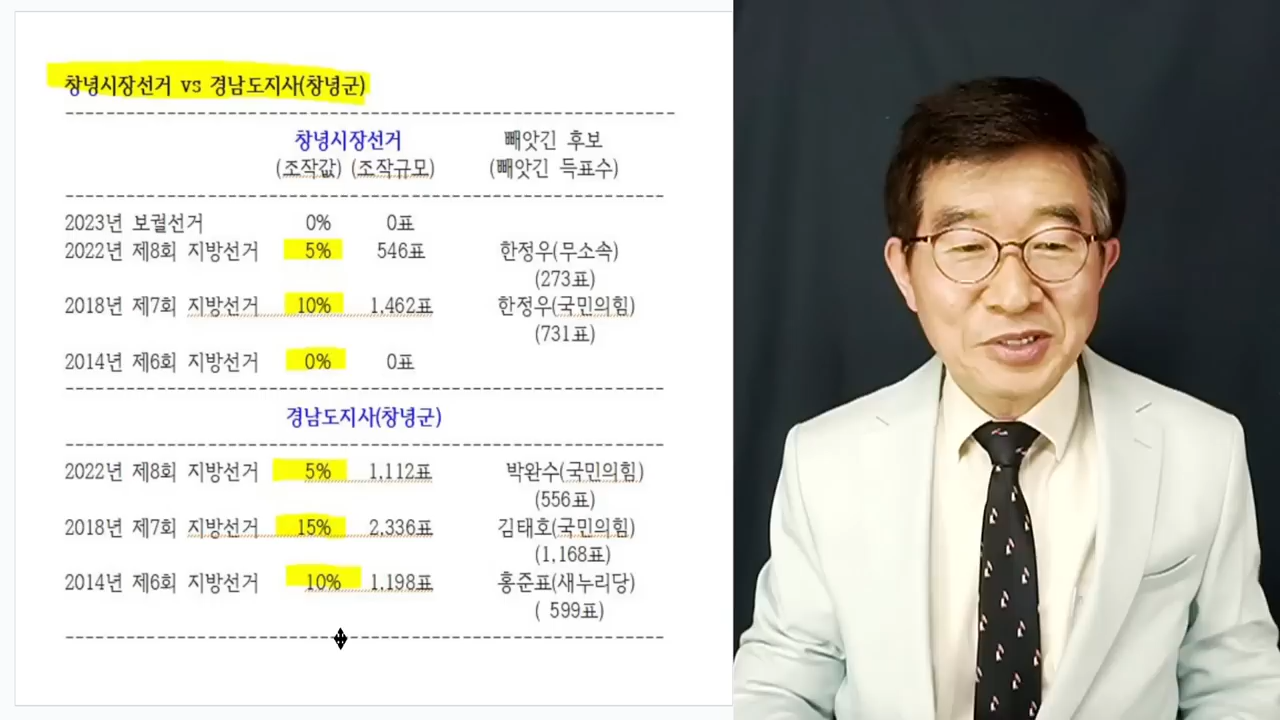 창녕시장선거 vs 경남도지사(창녕군)
창녕시장선거 빼앗긴 후보
(조작값) (조작규모) (빼앗긴 득표수)
2023년 보궐선거 0% 0표
2022년 제8회 지방선거 5% 546표 한정우(무소속)
(273표)
2018년 제7회 지방선거 10% 1,462표 한정우(국민의힘)
(731표)
2014년 제6회 지방선거 0% 0표
경남도지사(창녕군)
2022년 제8회 지방선거 5% 1,112표 박완수(국민의힘)
(556표)
2018년 제7회 지방선거 15% 2,336표 김태호(국민의힘)
(1,168표)
2014년 제6회 지방선거 10% 1,198표 홍준표(새누리당)
( 599표)